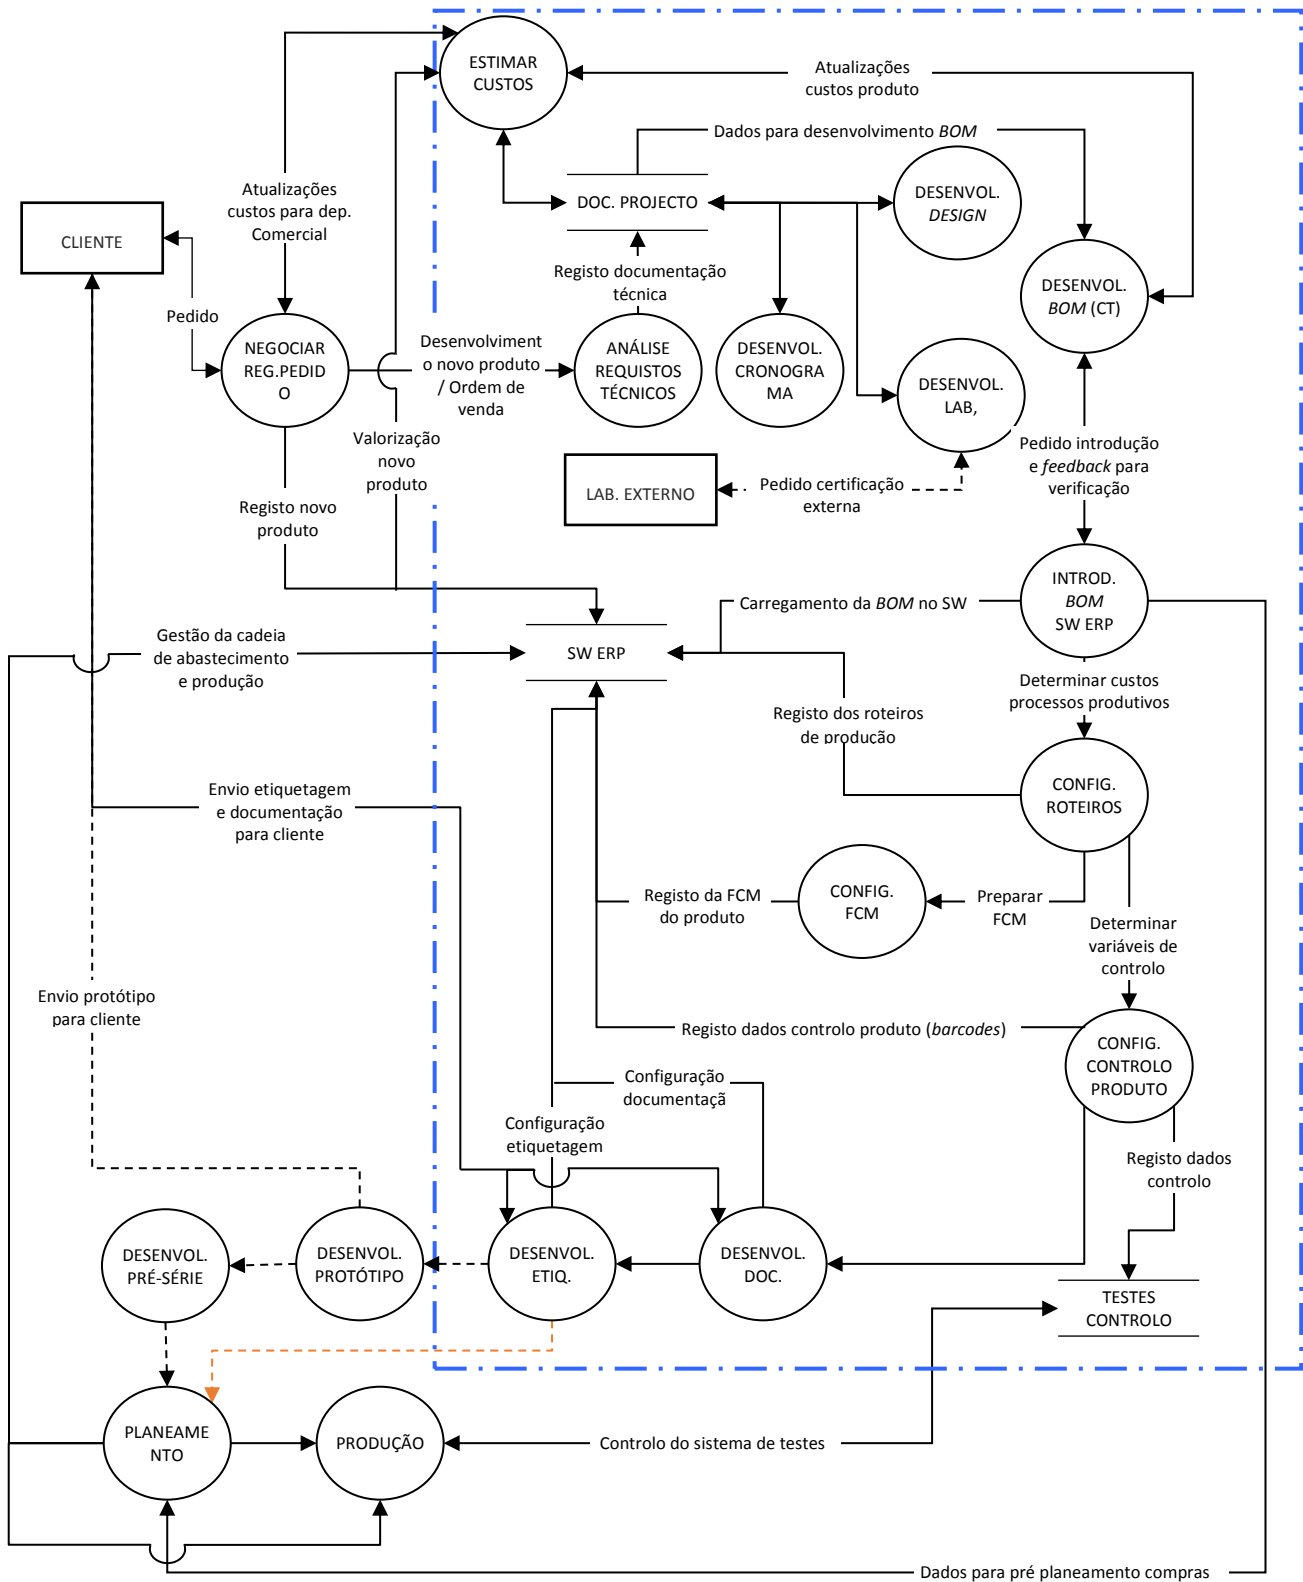 ESTIMAR
CUSTOS
Atualizações
custos produto
Dados para desenvolvimento BOM
Atualizações
custos para dep.
Comercial
DOC. PROJECTO
DESENVOL.
DESIGN
CLIENTE
Registo documentação
técnica
DESENVOL.
BOM (CT)
Pedido
NEGOCIAR
REG.PEDID
O
Desenvolviment
o novo produto
/ Ordem de
venda
ANÁLISE
REQUISTOS
TÉCNICOS
DESENVOL.
CRONOGRA
MA
DESENVOL.
LAB,
Valorização
novo
produto
Pedido introdução
e feedback para
verificação
LAB. EXTERNO
Pedido certificação
externa
Registo novo
produto
INTROD.
BOM
SW ERP
Carregamento da BOM no SW
Gestão da cadeia
de abastecimento
e produção
SW ERP
Determinar custos
processos produtivos
Registo dos roteiros
de produção
CONFIG.
ROTEIROS
Envio etiquetagem
e documentação
para cliente
Registo da FCM
do produto
CONFIG.
FCM
Preparar
FCM
Determinar
variáveis de
controlo
Envio protótipo
para cliente
Registo dados controlo produto (barcodes)
CONFIG.
CONTROLO
PRODUTO
Configuração
documentaçã
Configuração
etiquetagem
Registo dados
controlo
DESENVOL.
PRÉ-SÉRIE
DESENVOL.
PROTÓTIPO
DESENVOL.
ETIQ.
DESENVOL.
DOC.
TESTES
CONTROLO
PLANEAME
NTO
PRODUÇÃO
Controlo do sistema de testes
Dados para pré planeamento compras